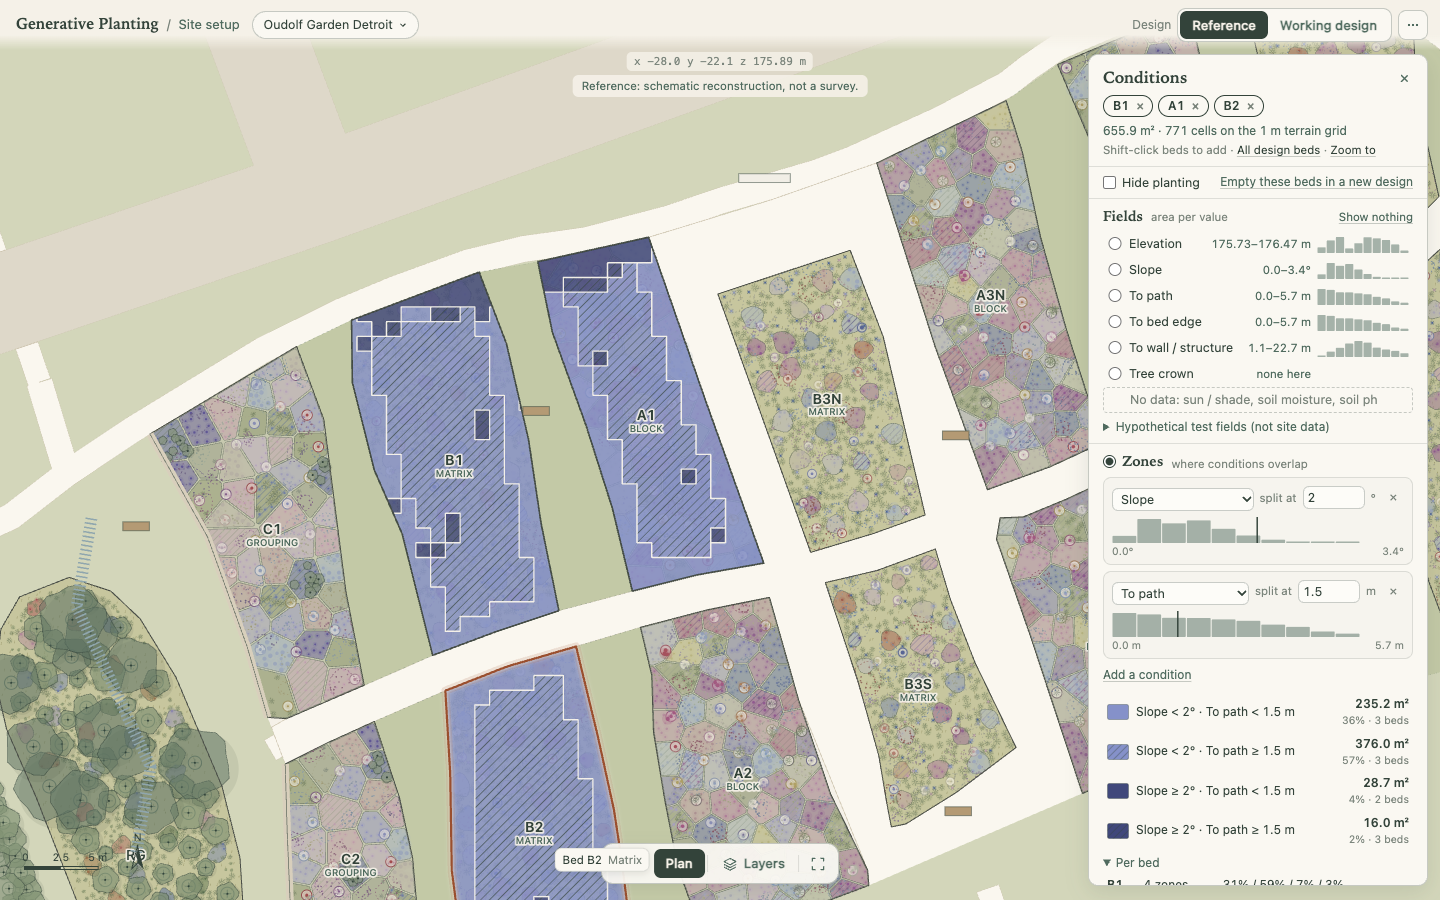 Generative Planting / Site setup Oudolf Garden Detroit
Design Reference Working design ...
x −28.0 y −22.1 z 175.89 m
Reference: schematic reconstruction, not a survey.
Conditions ×
B1 × A1 × B2 ×
655.9 m² · 771 cells on the 1 m terrain grid
Shift-click beds to add · All design beds · Zoom to
Hide planting Empty these beds in a new design
Fields area per value Show nothing
Elevation 175.73–176.47 m
Slope 0.0–3.4°
To path 0.0–5.7 m
To bed edge 0.0–5.7 m
To wall / structure 1.1–22.7 m
Tree crown none here
No data: sun / shade, soil moisture, soil ph
Hypothetical test fields (not site data)
Zones where conditions overlap
Slope split at 2 ° ×
0.0° 3.4°
To path split at 1.5 m ×
0.0 m 5.7 m
Add a condition
Slope < 2° · To path < 1.5 m 235.2 m²
36% · 3 beds
Slope < 2° · To path ≥ 1.5 m 376.0 m²
57% · 3 beds
Slope ≥ 2° · To path < 1.5 m 28.7 m²
4% · 2 beds
Slope ≥ 2° · To path ≥ 1.5 m 16.0 m²
2% · 3 beds
Per bed
B1 4 zones 31% / 59% / 7% / 3%
A3N
BLOCK
B3N
MATRIX
A1
BLOCK
B1
MATRIX
C1
GROUPING
B3S
MATRIX
A2
BLOCK
B2
MATRIX
C2
GROUPING
N
RG
0 2.5 5 m
Bed B2 Matrix
Plan Layers